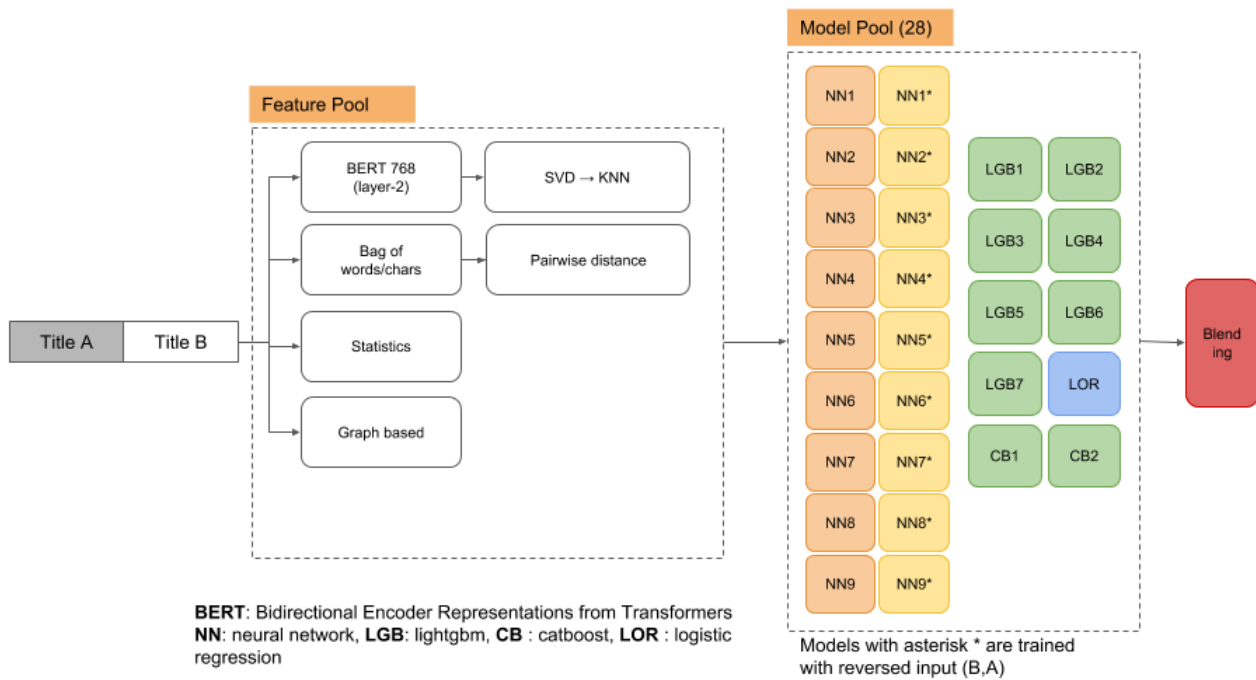 Model Pool (28)
Feature Pool
Title A
Title B
BERT 768
(layer-2)
SVD → KNN
Bag of
words/chars
Pairwise distance
Statistics
Graph based
NN1
NN1*
NN2
NN2*
NN3
NN3*
NN4
NN4*
NN5
NN5*
NN6
NN6*
NN7
NN7*
NN8
NN8*
NN9
NN9*
LGB1
LGB2
LGB3
LGB4
LGB5
LGB6
LGB7
LOR
CB1
CB2
Blend
ing
BERT: Bidirectional Encoder Representations from Transformers
NN: neural network, LGB: lightgbm, CB : catboost, LOR : logistic
regression
Models with asterisk * are trained
with reversed input (B,A)